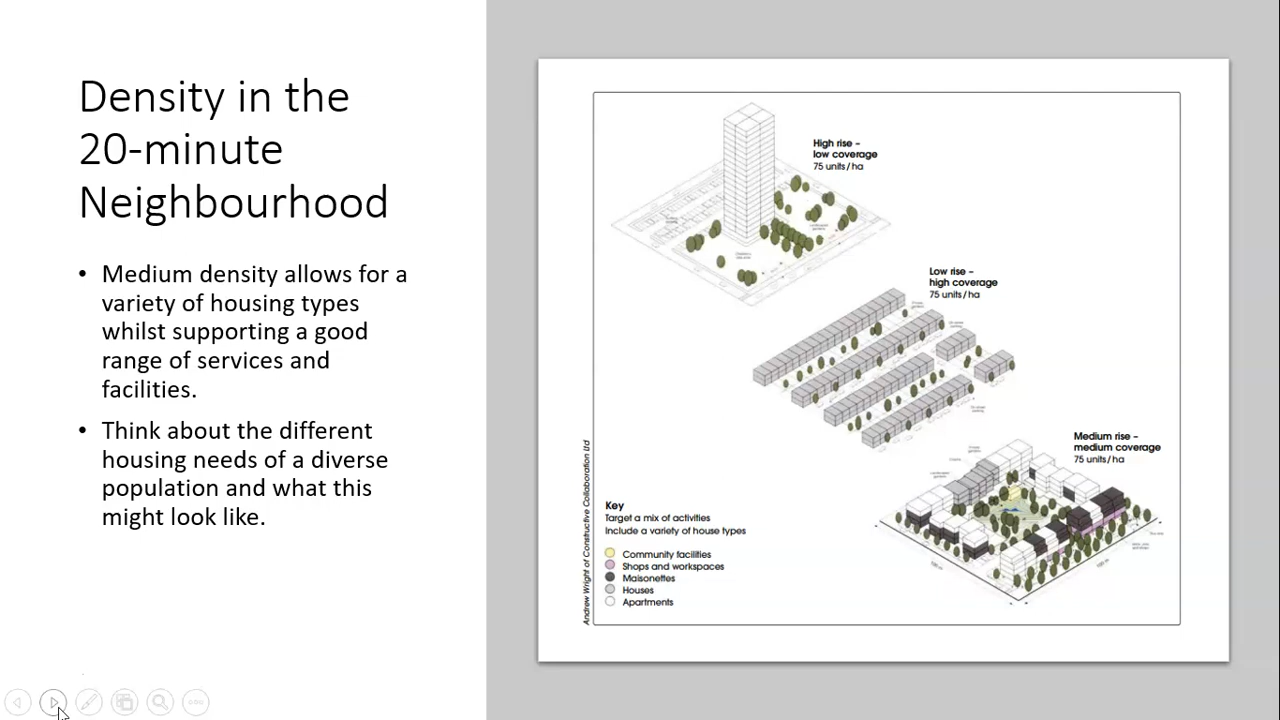 Density in the
20-minute
Neighbourhood
• Medium density allows for a
variety of housing types
whilst supporting a good
range of services and
facilities.
• Think about the different
housing needs of a diverse
population and what this
might look like.
High rise –
low coverage
75 units/ha
Low rise –
high coverage
75 units/ha
Medium rise –
medium coverage
75 units/ha
Key
Target a mix of activities
Include a variety of house types
Community facilities
Shops and workspaces
Maisonettes
Houses
Apartments
Andrew Wright of Constructive Collaboration Ltd